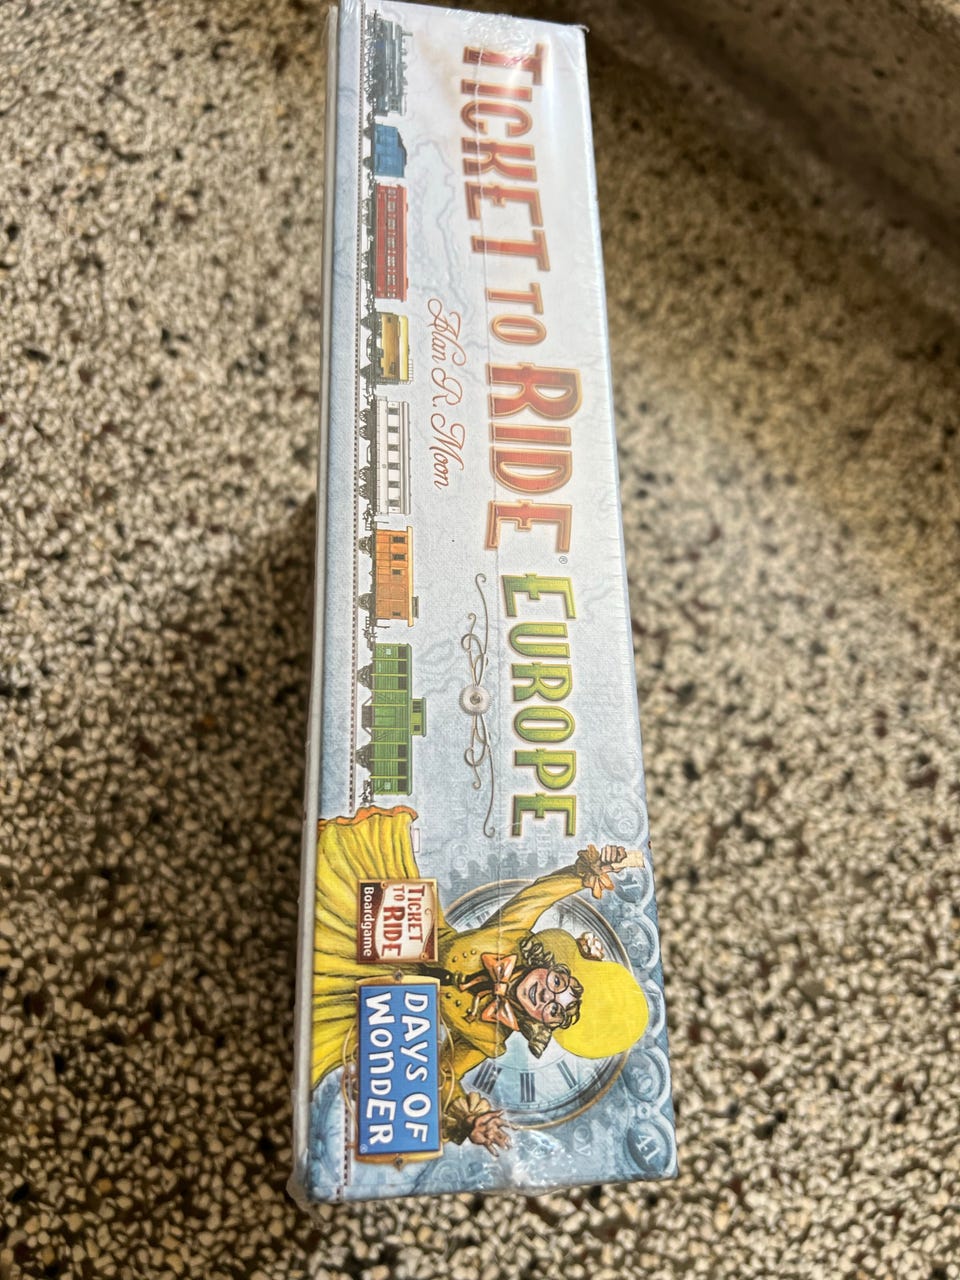 TICKET TO RIDE® EUROPE
Alan R. Moon
TICKET
TO RIDE
Boardgame
DAYS OF
WONDER®